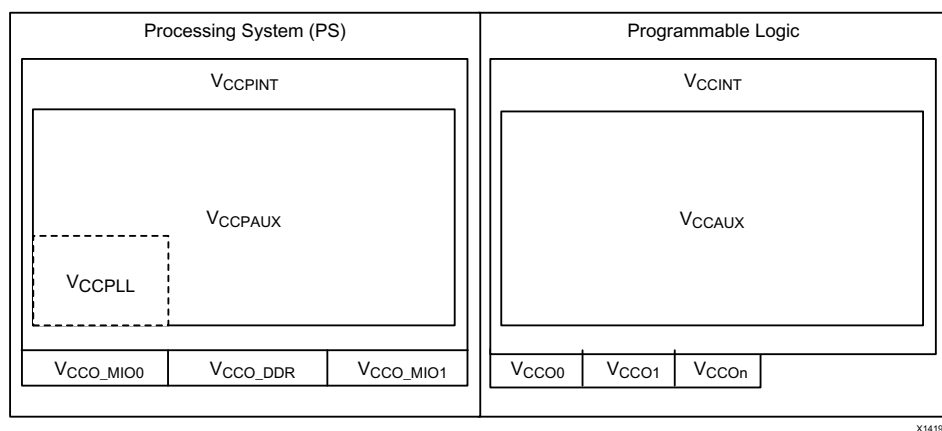 Processing System (PS)
Programmable Logic
VCCPINT
VCCINT
VCCPAUX
VCCAUX
VCCPLL
VCCO_MIO0
VCCO_DDR
VCCO_MIO1
VCCO0
VCCO1
VCCOn